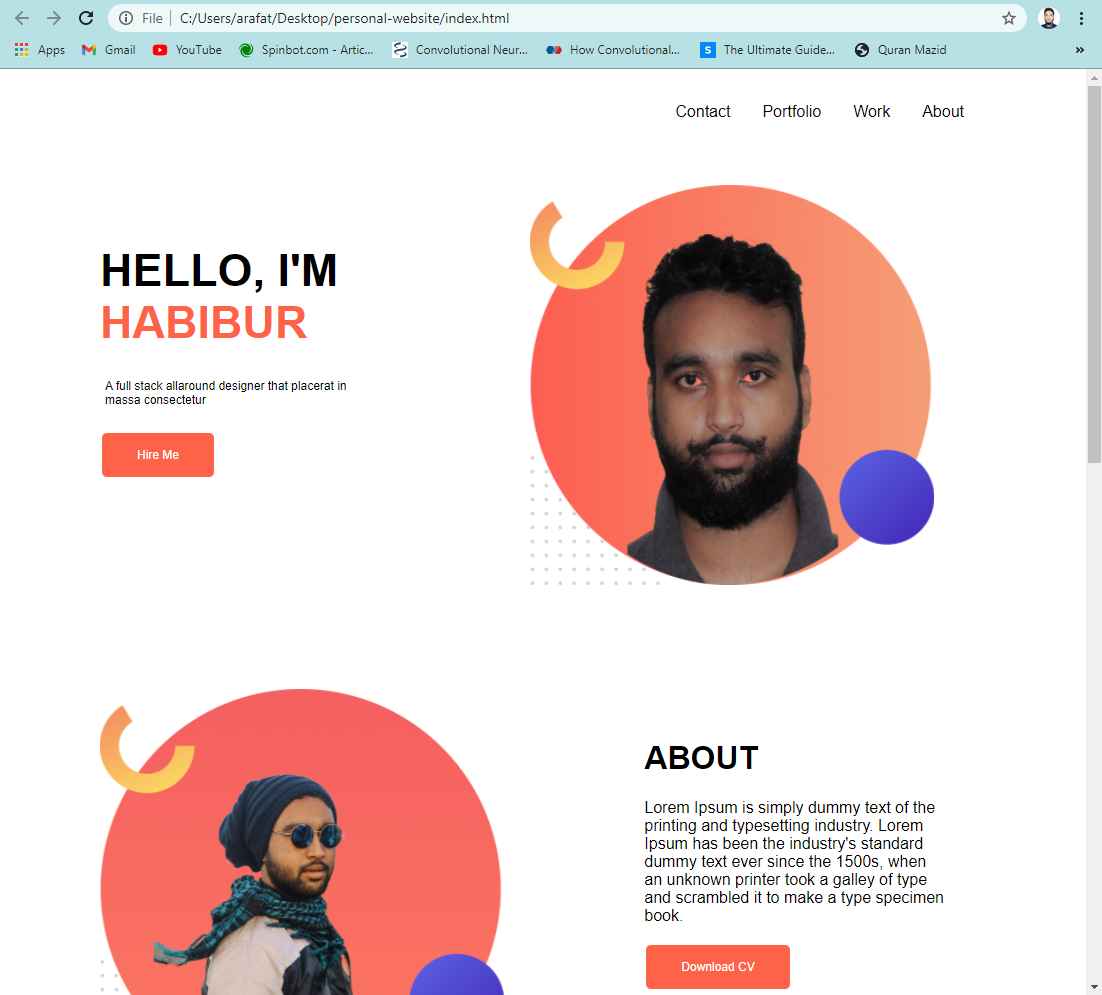 File C:/Users/arafat/Desktop/personal-website/index.html
Apps Gmail YouTube Spinbot.com - Artic... Convolutional Neur... How Convolutional... S The Ultimate Guide... Quran Mazid »
Contact Portfolio Work About
HELLO, I'M
HABIBUR
A full stack allaround designer that placerat in
massa consectetur
Hire Me
ABOUT
Lorem Ipsum is simply dummy text of the
printing and typesetting industry. Lorem
Ipsum has been the industry's standard
dummy text ever since the 1500s, when
an unknown printer took a galley of type
and scrambled it to make a type specimen
book.
Download CV